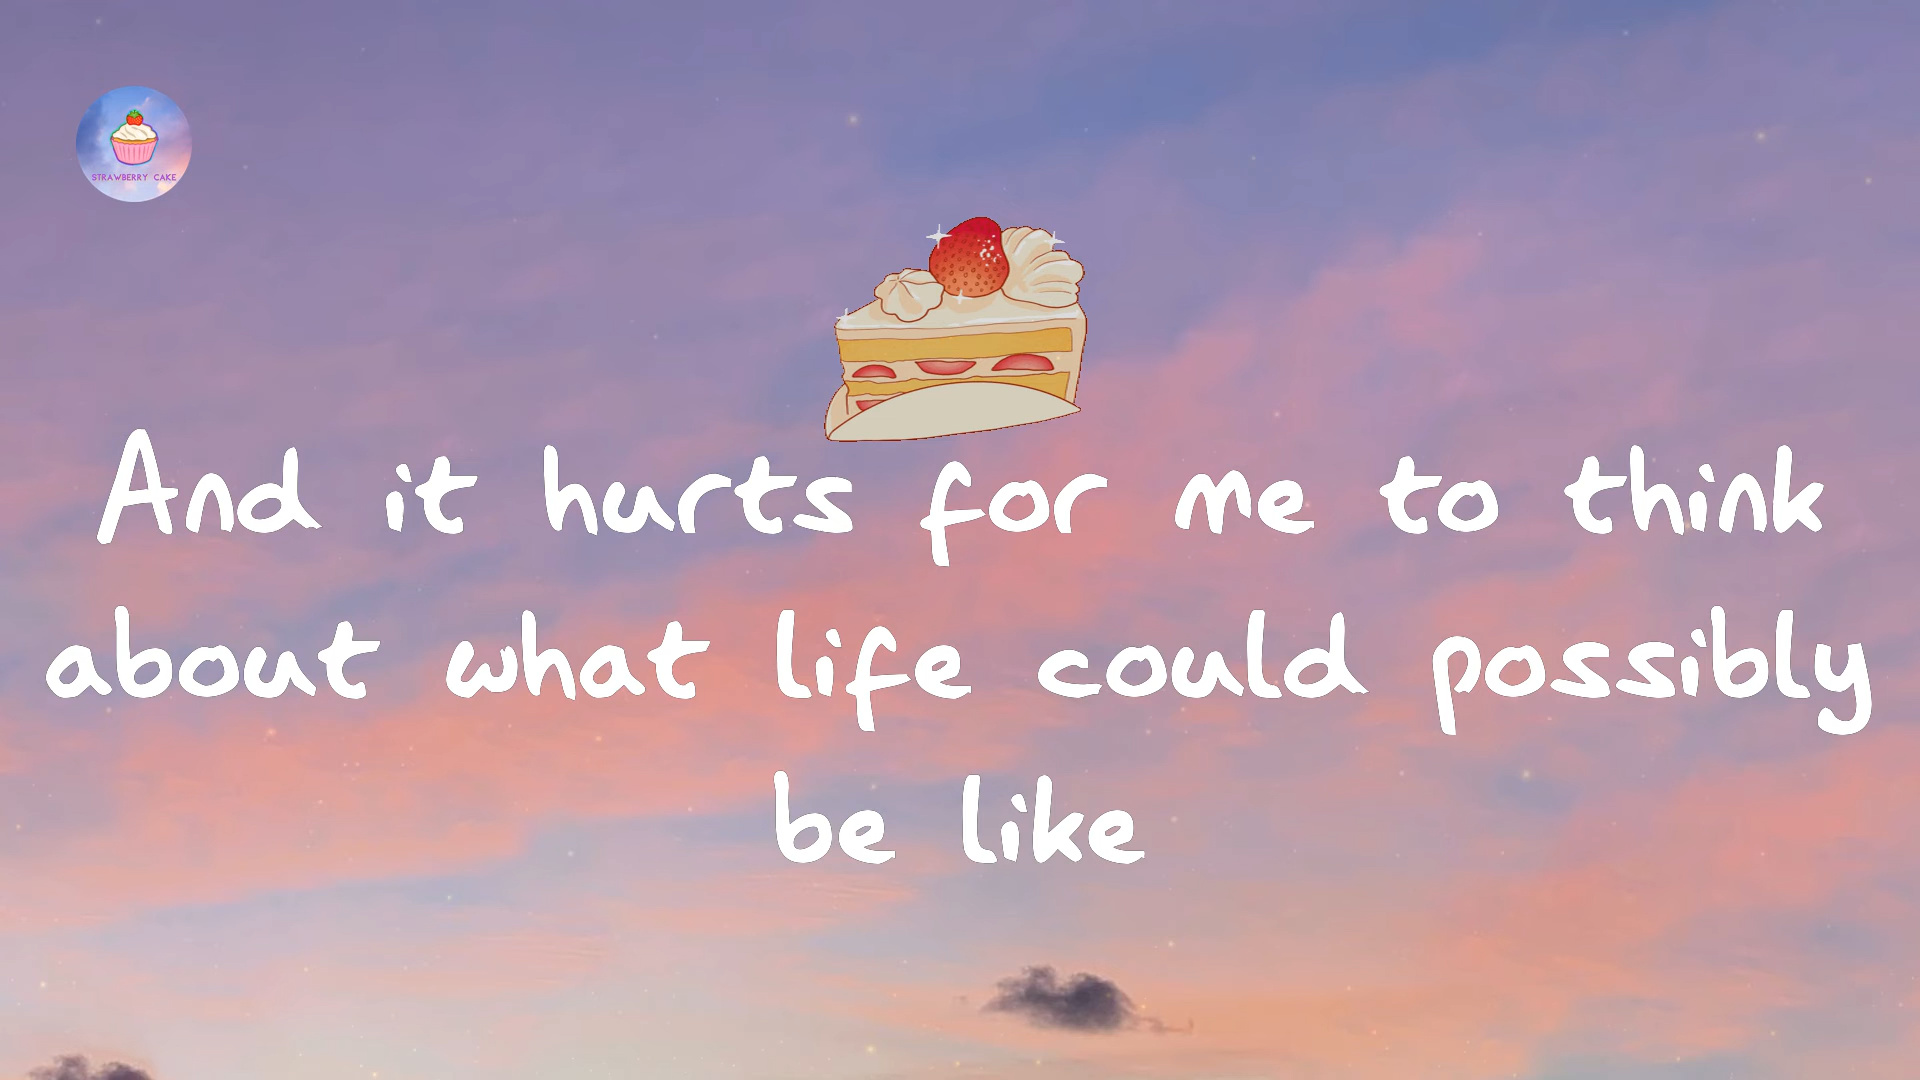 STRAWBERRY CAKE
And it hurts for me to think
about what life could possibly
be like